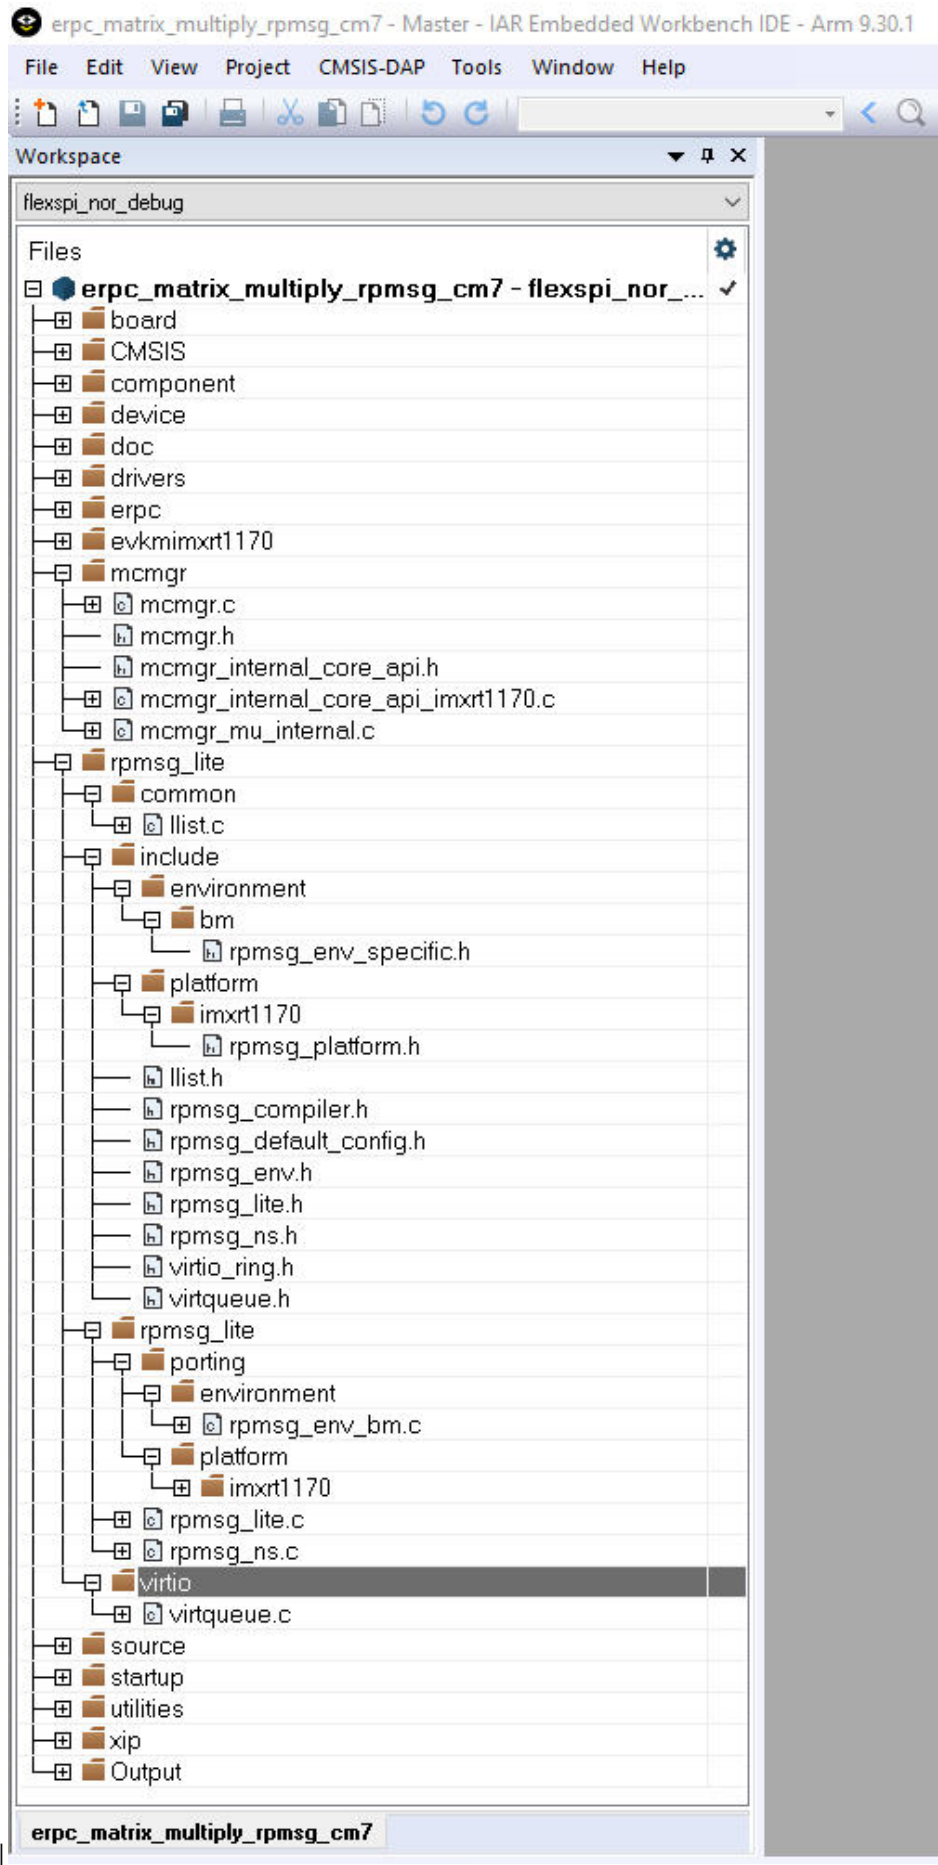 erpc_matrix_multiply_rpmsg_cm7 - Master - IAR Embedded Workbench IDE - Arm 9.30.1
File Edit View Project CMSIS-DAP Tools Window Help
Workspace
flexspi_nor_debug
Files
erpc_matrix_multiply_rpmsg_cm7 - flexspi_nor_...
board
CMSIS
component
device
doc
drivers
erpc
evkmimxrt1170
mcmgr
mcmgr.c
mcmgr.h
mcmgr_internal_core_api.h
mcmgr_internal_core_api_imxrt1170.c
mcmgr_mu_internal.c
rpmsg_lite
common
llist.c
include
environment
bm
rpmsg_env_specific.h
platform
imxrt1170
rpmsg_platform.h
llist.h
rpmsg_compiler.h
rpmsg_default_config.h
rpmsg_env.h
rpmsg_lite.h
rpmsg_ns.h
virtio_ring.h
virtqueue.h
rpmsg_lite
porting
environment
rpmsg_env_bm.c
platform
imxrt1170
rpmsg_lite.c
rpmsg_ns.c
virtio
virtqueue.c
source
startup
utilities
xip
Output
erpc_matrix_multiply_rpmsg_cm7